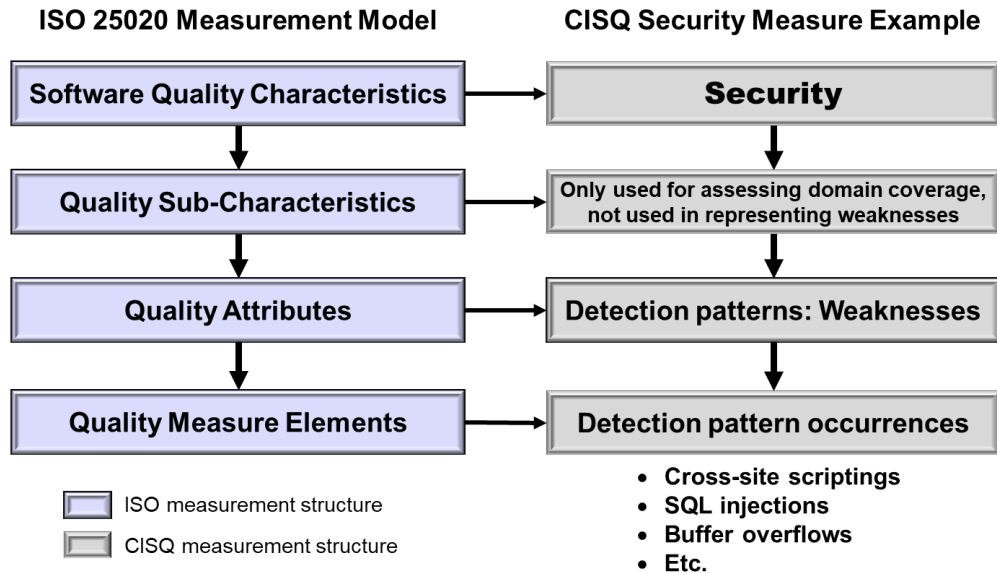 ISO 25020 Measurement Model
CISQ Security Measure Example
Software Quality Characteristics
Security
Quality Sub-Characteristics
Only used for assessing domain coverage,
not used in representing weaknesses
Quality Attributes
Detection patterns: Weaknesses
Quality Measure Elements
Detection pattern occurrences
• Cross-site scriptings
• SQL injections
• Buffer overflows
• Etc.
ISO measurement structure
CISQ measurement structure